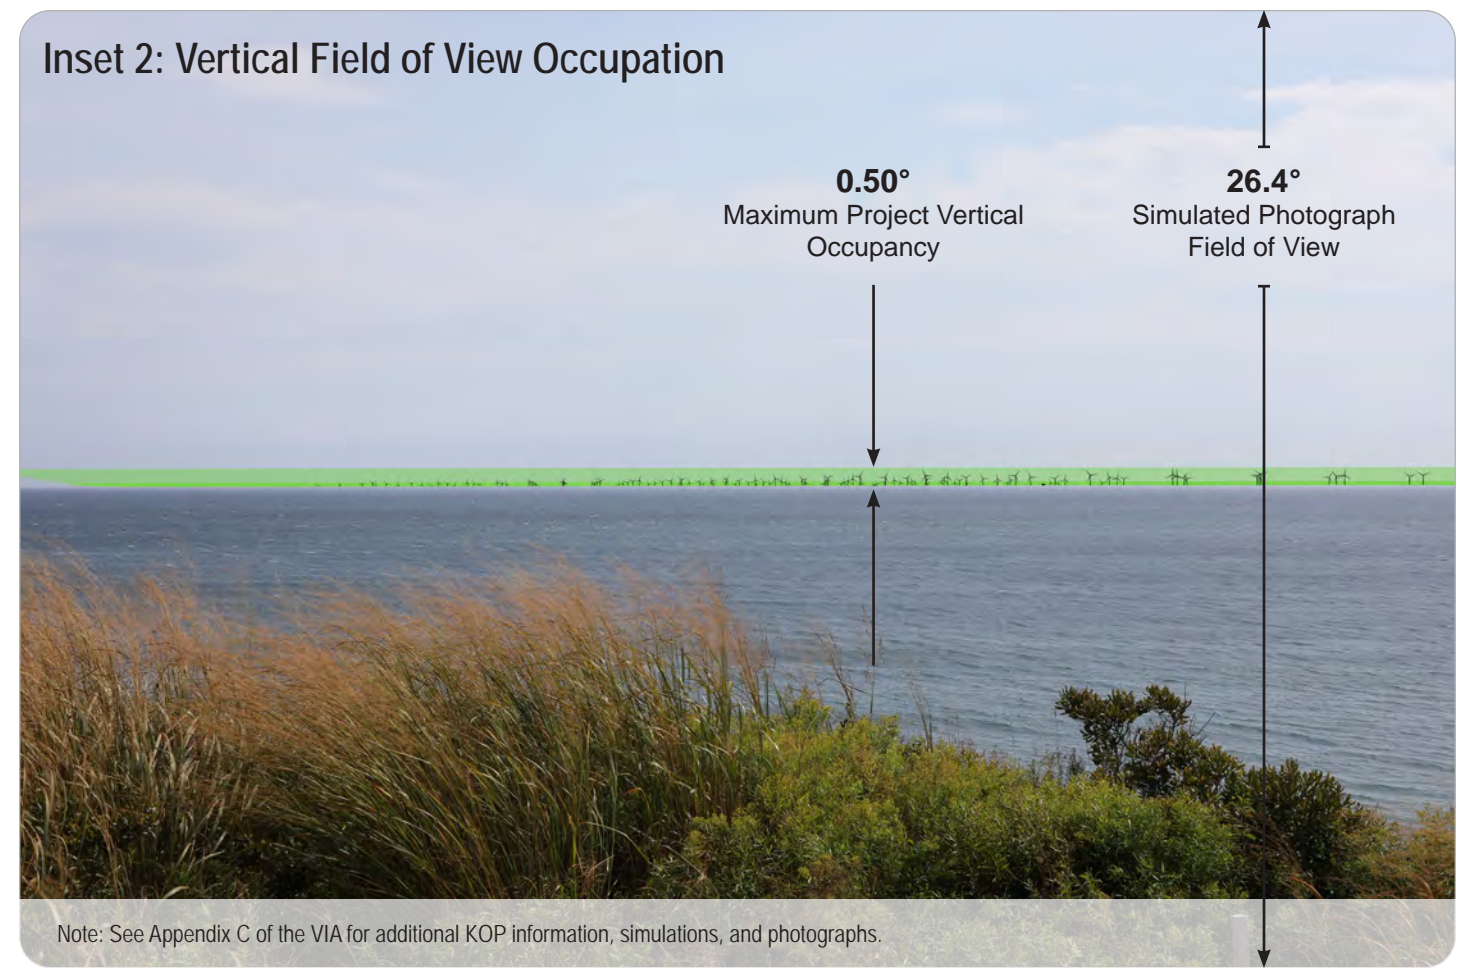 Inset 2: Vertical Field of View Occupation
0.50°
Maximum Project Vertical
Occupancy
26.4°
Simulated Photograph
Field of View
Note: See Appendix C of the VIA for additional KOP information, simulations, and photographs.